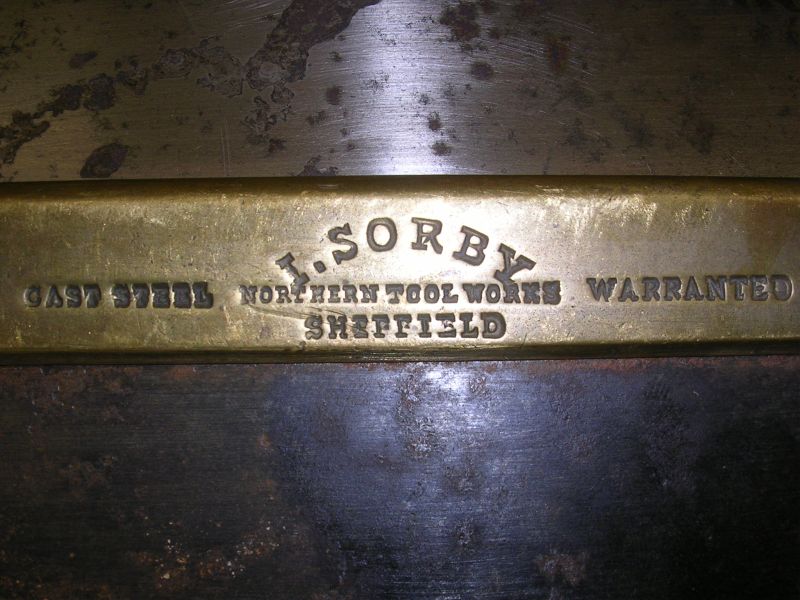 I. SORBY
CAST STEEL NORTHERN TOOL WORKS WARRANTED
SHEFFIELD